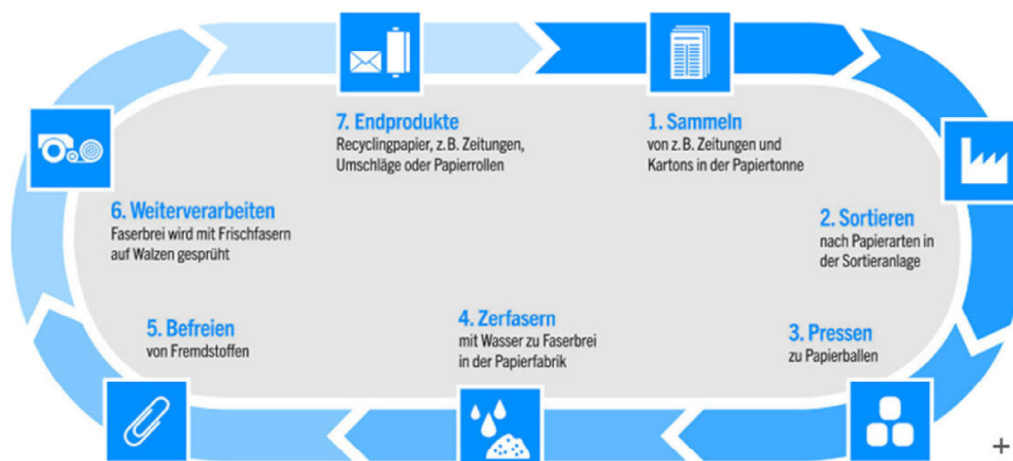 1. Sammeln
von z. B. Zeitungen und
Kartons in der Papiertonne
2. Sortieren
nach Papierarten in
der Sortieranlage
3. Pressen
zu Papierballen
4. Zerfasern
mit Wasser zu Faserbrei
in der Papierfabrik
5. Befreien
von Fremdstoffen
6. Weiterverarbeiten
Faserbrei wird mit Frischfasern
auf Walzen gesprüht
7. Endprodukte
Recyclingpapier, z. B. Zeitungen,
Umschläge oder Papierrollen
+